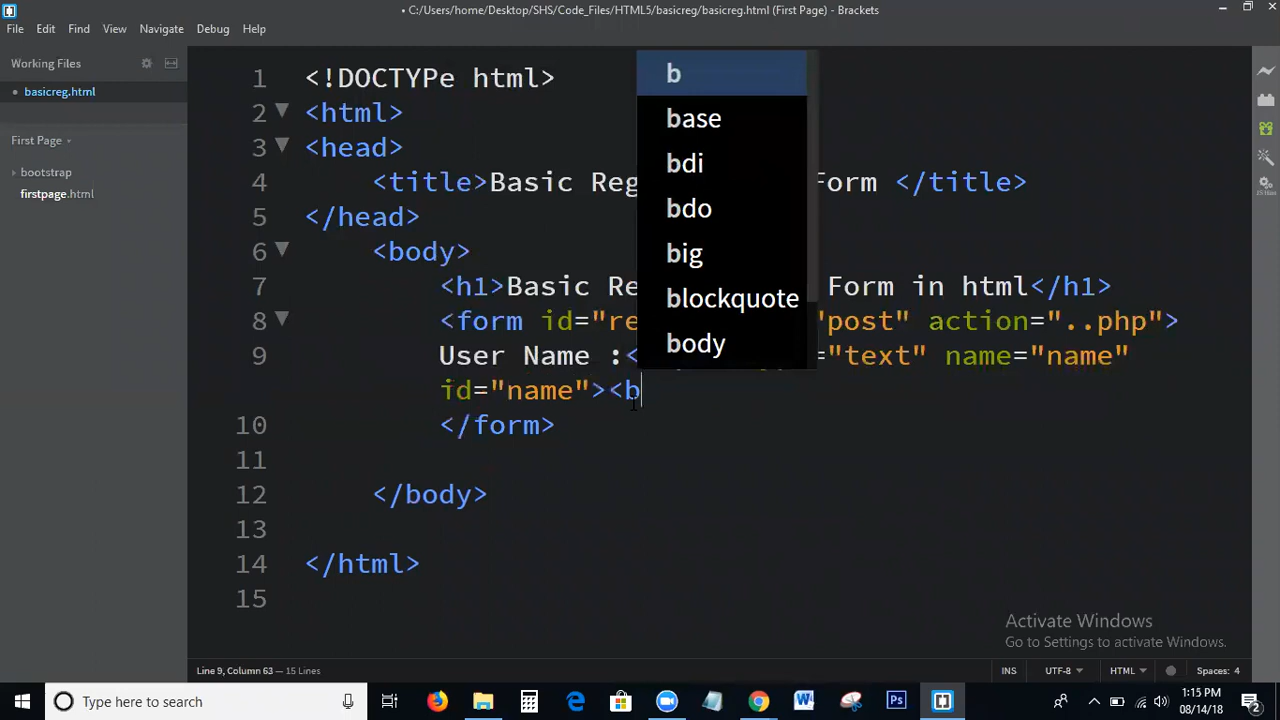 • C:/Users/home/Desktop/SHS/Code_Files/HTML5/basicreg/basicreg.html (First Page) - Brackets
File Edit Find View Navigate Debug Help
Working Files
• basicreg.html
First Page
bootstrap
firstpage.html
1 <!DOCTYPe html>
2 <html>
3 <head>
4 <title>Basic Reg Form </title>
5 </head>
6 <body>
7 <h1>Basic Re Form in html</h1>
8 <form id="re "post" action="..php">
9 User Name :< ="text" name="name"
id="name"><b
10 </form>
11
12 </body>
13
14 </html>
15
b
base
bdi
bdo
big
blockquote
body
Activate Windows
Go to Settings to activate Windows.
Line 9, Column 63 — 15 Lines
INS UTF-8 HTML Spaces: 4
Type here to search
1:15 PM
08/14/18